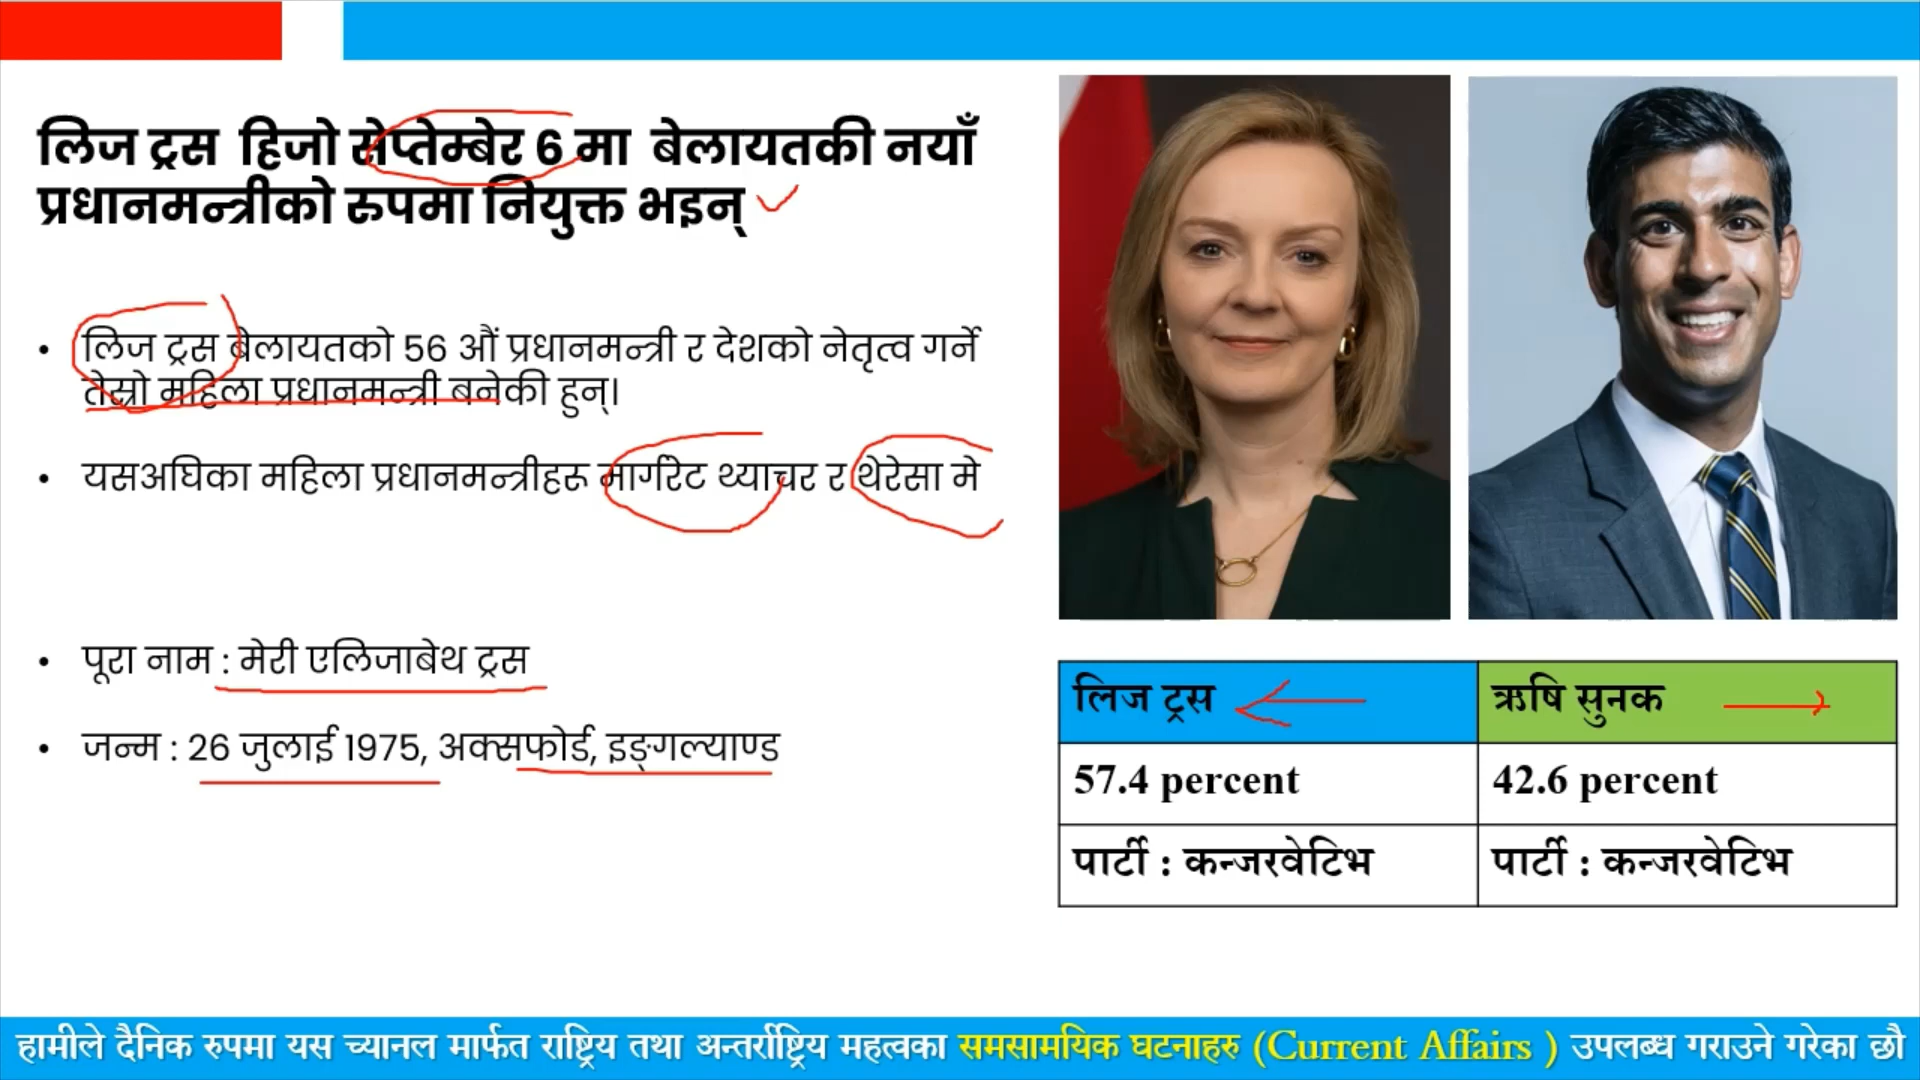 लिज ट्रस हिजो सेप्तेम्बेर 6 मा बेलायतकी नयाँ
प्रधानमन्त्रीको रुपमा नियुक्त भइन्
• लिज ट्रस बेलायतको 56 औं प्रधानमन्त्री र देशको नेतृत्व गर्ने
तेस्रो महिला प्रधानमन्त्री बनेकी हुन्।
• यसअघिका महिला प्रधानमन्त्रीहरू मार्गरेट थ्याचर र थेरेसा मे
• पूरा नाम : मेरी एलिजाबेथ ट्रस
• जन्म : 26 जुलाई 1975, अक्सफोर्ड, इङ्गल्याण्ड
लिज ट्रस ऋषि सुनक
57.4 percent 42.6 percent
पार्टी : कन्जरवेटिभ पार्टी : कन्जरवेटिभ
हामीले दैनिक रुपमा यस च्यानल मार्फत राष्ट्रिय तथा अन्तर्राष्ट्रिय महत्वका समसामयिक घटनाहरु (Current Affairs ) उपलब्ध गराउने गरेका छौ